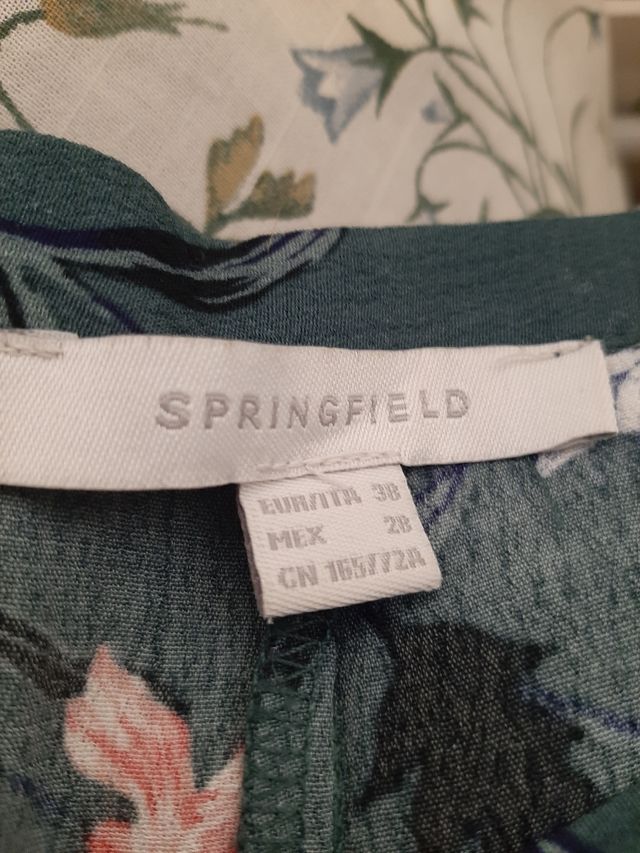 SPRINGFIELD
EUR/ITA 38
MEX 28
CN 165/72A